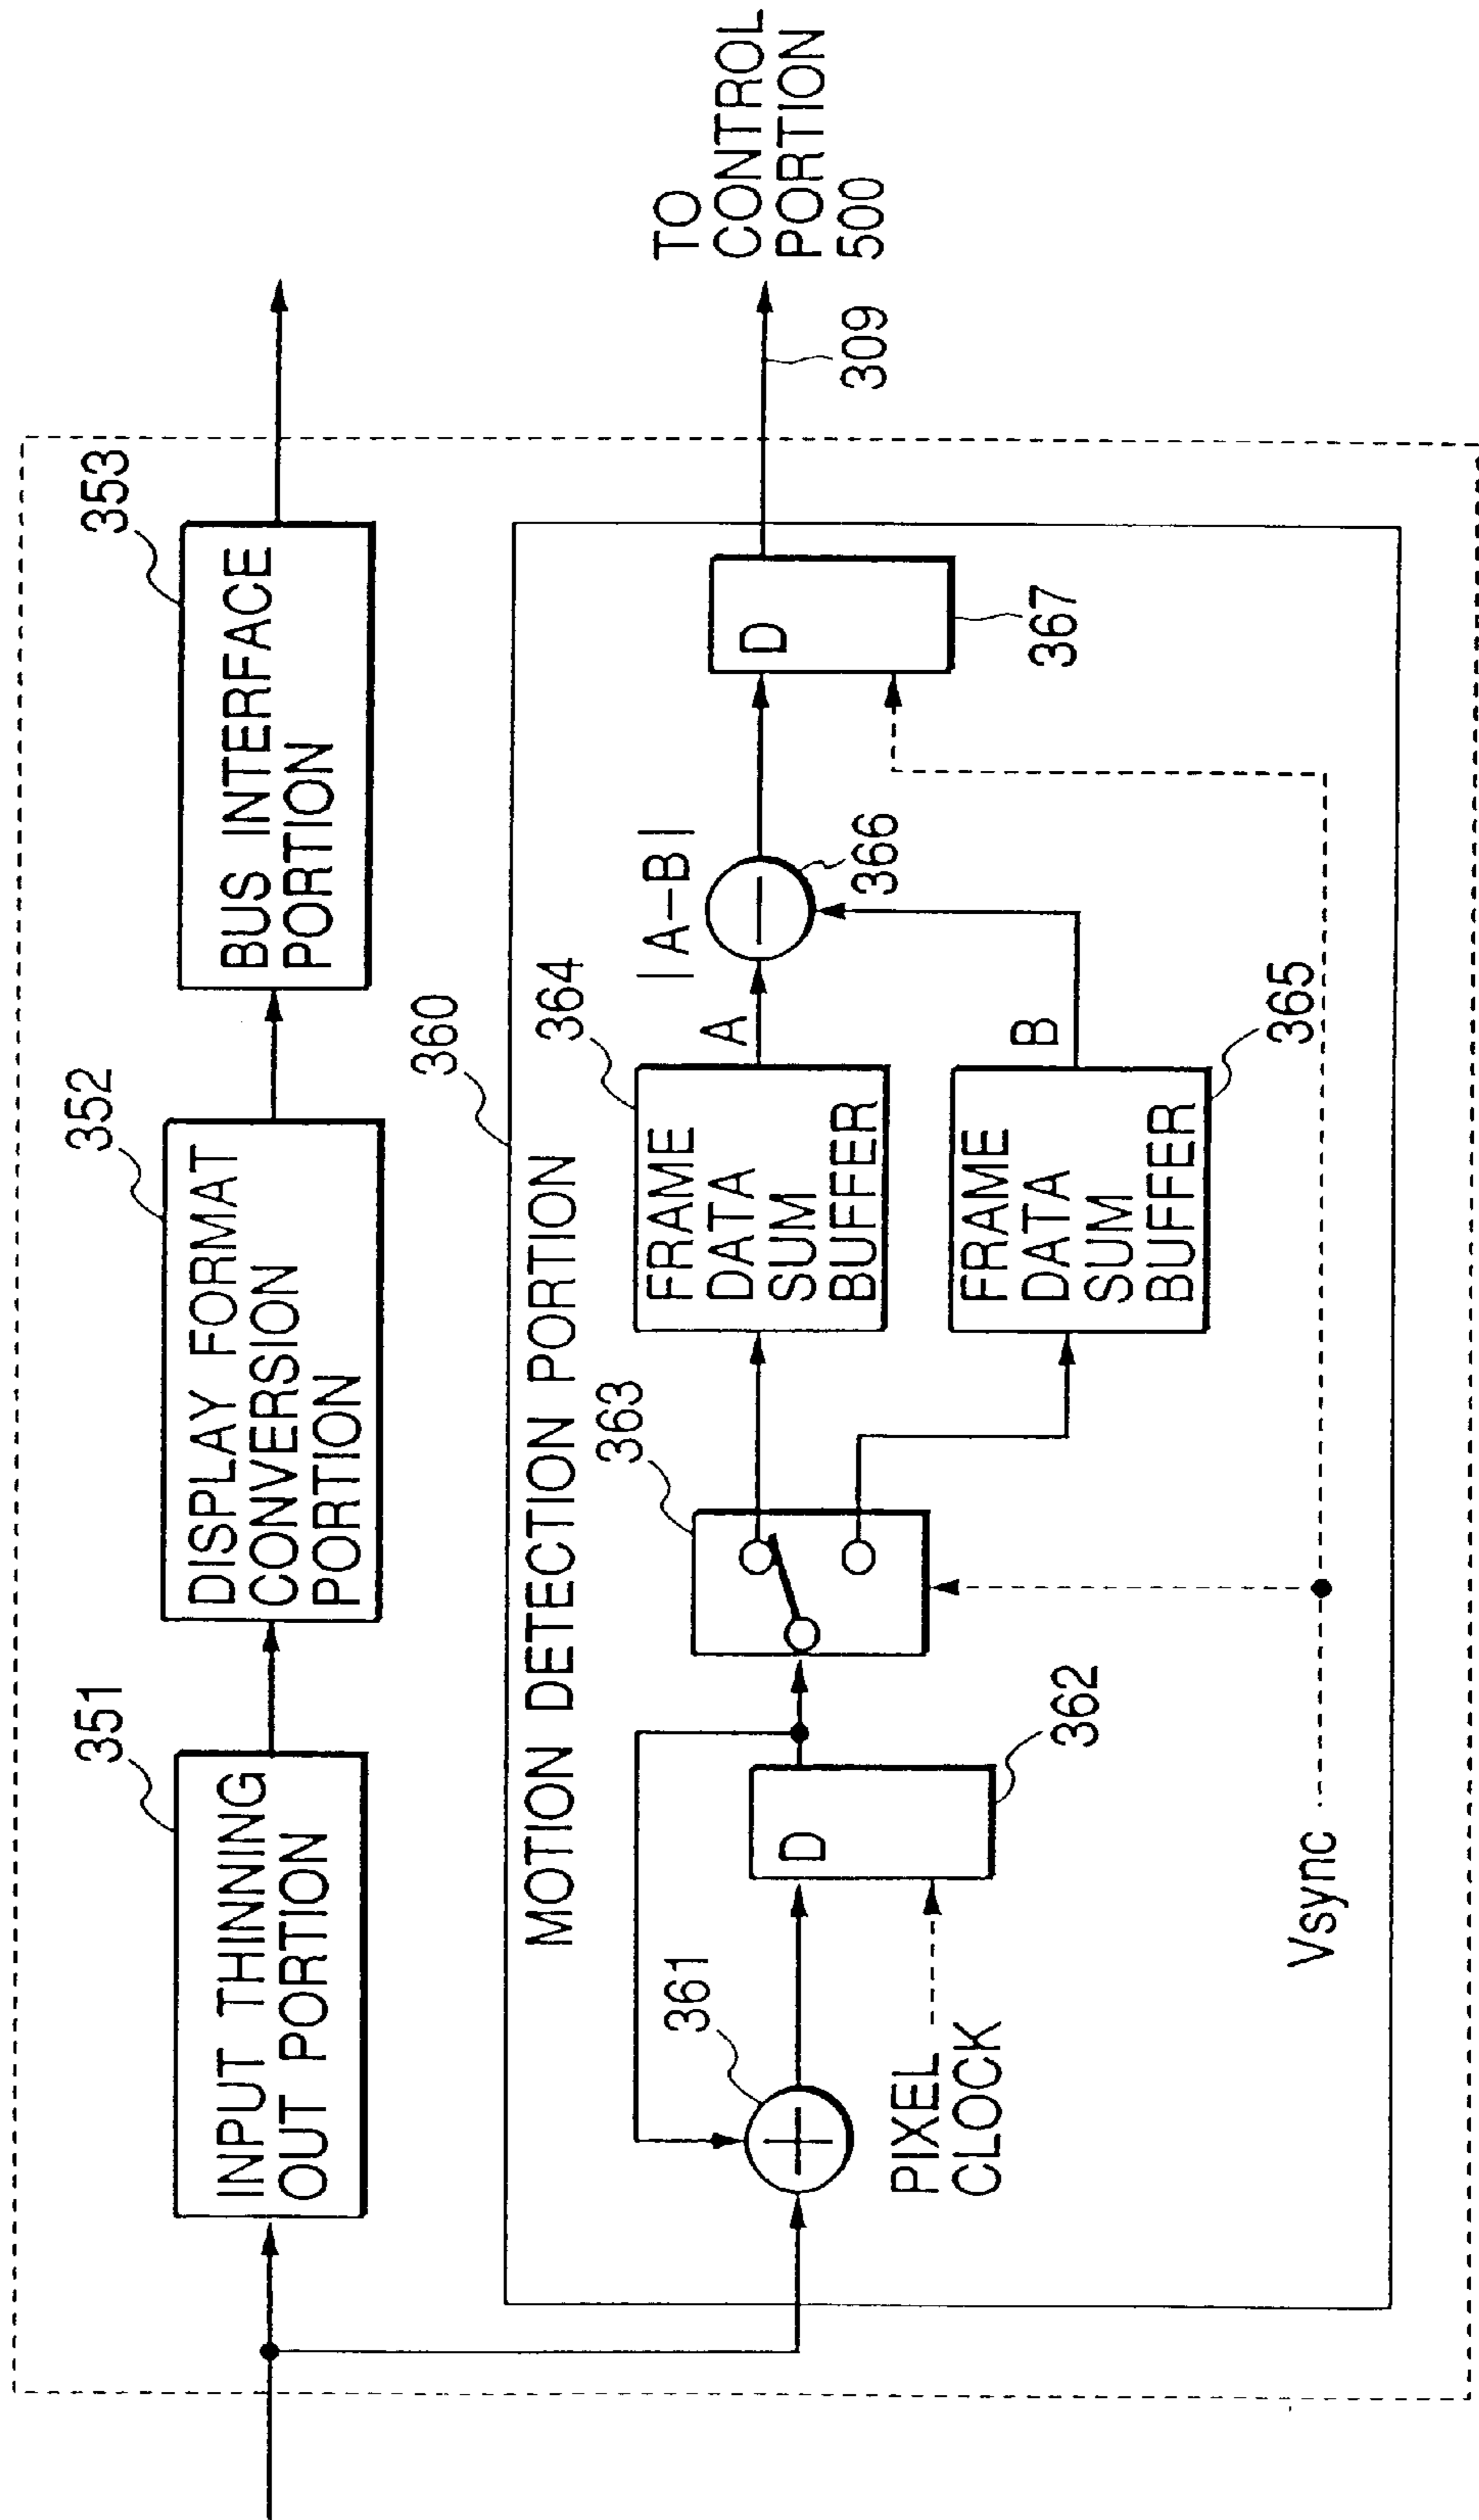 351
INPUT THINNING
OUT PORTION
352
DISPLAY FORMAT
CONVERSION
PORTION
353
BUS INTERFACE
PORTION
360
MOTION DETECTION PORTION
361
PIXEL
CLOCK
D
362
363
364
FRAME
DATA
SUM
BUFFER
A
|A-B|
366
FRAME
DATA
SUM
BUFFER
B
365
D
367
Vsync
309
TO
CONTROL
PORTION
500